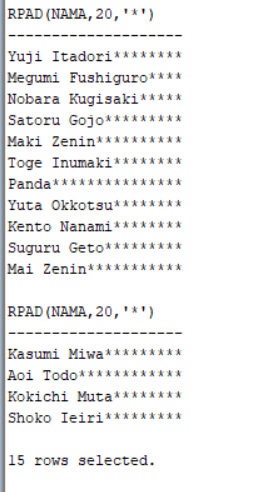 RPAD(NAMA,20,'*')
--------------------
Yuji Itadori********
Megumi Fushiguro****
Nobara Kugisaki*****
Satoru Gojo*********
Maki Zenin**********
Toge Inumaki********
Panda***************
Yuta Okkotsu********
Kento Nanami********
Suguru Geto*********
Mai Zenin***********
RPAD(NAMA,20,'*')
--------------------
Kasumi Miwa*********
Aoi Todo************
Kokichi Muta********
Shoko Ieiri*********
15 rows selected.